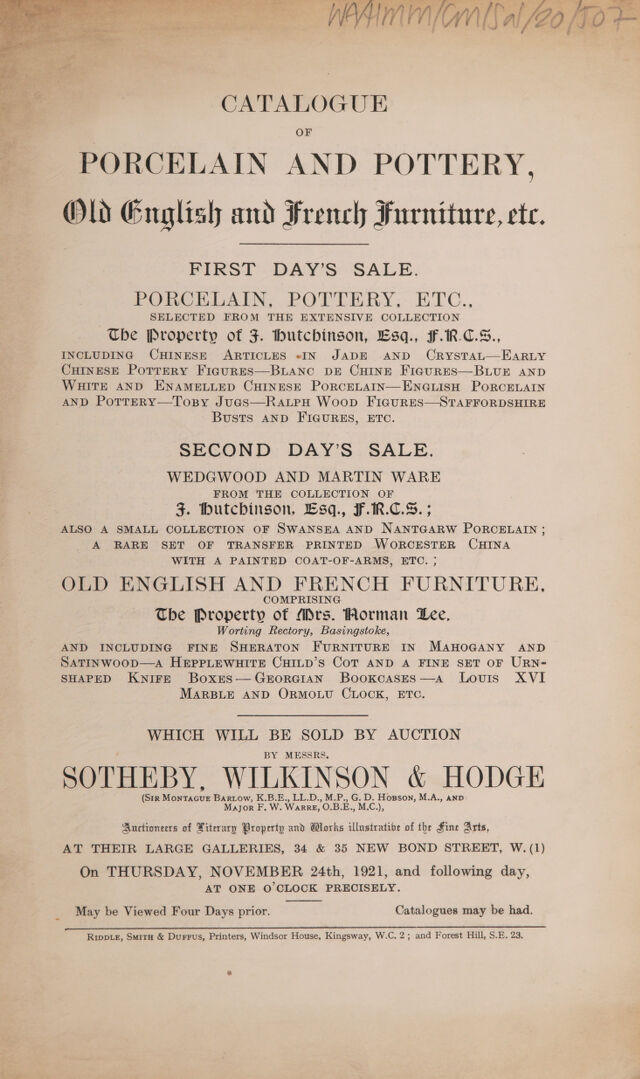 WA/HMM/CM/Sal/20/507
CATALOGUE
OF
PORCELAIN AND POTTERY,
Old English and French Furniture, etc.
FIRST DAY'S SALE.
PORCELAIN, POTTERY, ETC.,
SELECTED FROM THE EXTENSIVE COLLECTION
The Property of J. Hutchinson, Esq., F.R.C.S.,
INCLUDING CHINESE ARTICLES IN JADE AND CRYSTAL—EARLY
CHINESE POTTERY FIGURES—BLANC DE CHINE FIGURES—BLUE AND
WHITE AND ENAMELLED CHINESE PORCELAIN—ENGLISH PORCELAIN
AND POTTERY—TOBY JUGS—RALPH WOOD FIGURES—STAFFORDSHIRE
BUSTS AND FIGURES, ETC.
SECOND DAY'S SALE.
WEDGWOOD AND MARTIN WARE
FROM THE COLLECTION OF
J. Hutchinson, Esq., F.R.C.S.;
ALSO A SMALL COLLECTION OF SWANSEA AND NANTGARW PORCELAIN;
A RARE SET OF TRANSFER PRINTED WORCESTER CHINA
WITH A PAINTED COAT-OF-ARMS, ETC.;
OLD ENGLISH AND FRENCH FURNITURE,
COMPRISING
The Property of Mrs. Norman Lee,
Worting Rectory, Basingstoke,
AND INCLUDING FINE SHERATON FURNITURE IN MAHOGANY AND
SATINWOOD—A HEPPLEWHITE CHILD'S COT AND A FINE SET OF URN-
SHAPED KNIFE BOXES—GEORGIAN BOOKCASES—A LOUIS XVI
MARBLE AND ORMOLU CLOCK, ETC.
WHICH WILL BE SOLD BY AUCTION
BY MESSRS.
SOTHEBY, WILKINSON & HODGE
(SIR MONTAGUE BARLOW, K.B.E., LL.D., M.P., G. D. HOBSON, M.A., AND
MAJOR F. W. WARRE, O.B.E., M.C.),
Auctioneers of Literary Property and Works illustrative of the Fine Arts,
AT THEIR LARGE GALLERIES, 34 & 35 NEW BOND STREET, W.(1)
On THURSDAY, NOVEMBER 24th, 1921, and following day,
AT ONE O'CLOCK PRECISELY.
May be Viewed Four Days prior. Catalogues may be had.
RIDDLE, SMITH & DUFFUS, Printers, Windsor House, Kingsway, W.C. 2; and Forest Hill, S.E. 23.